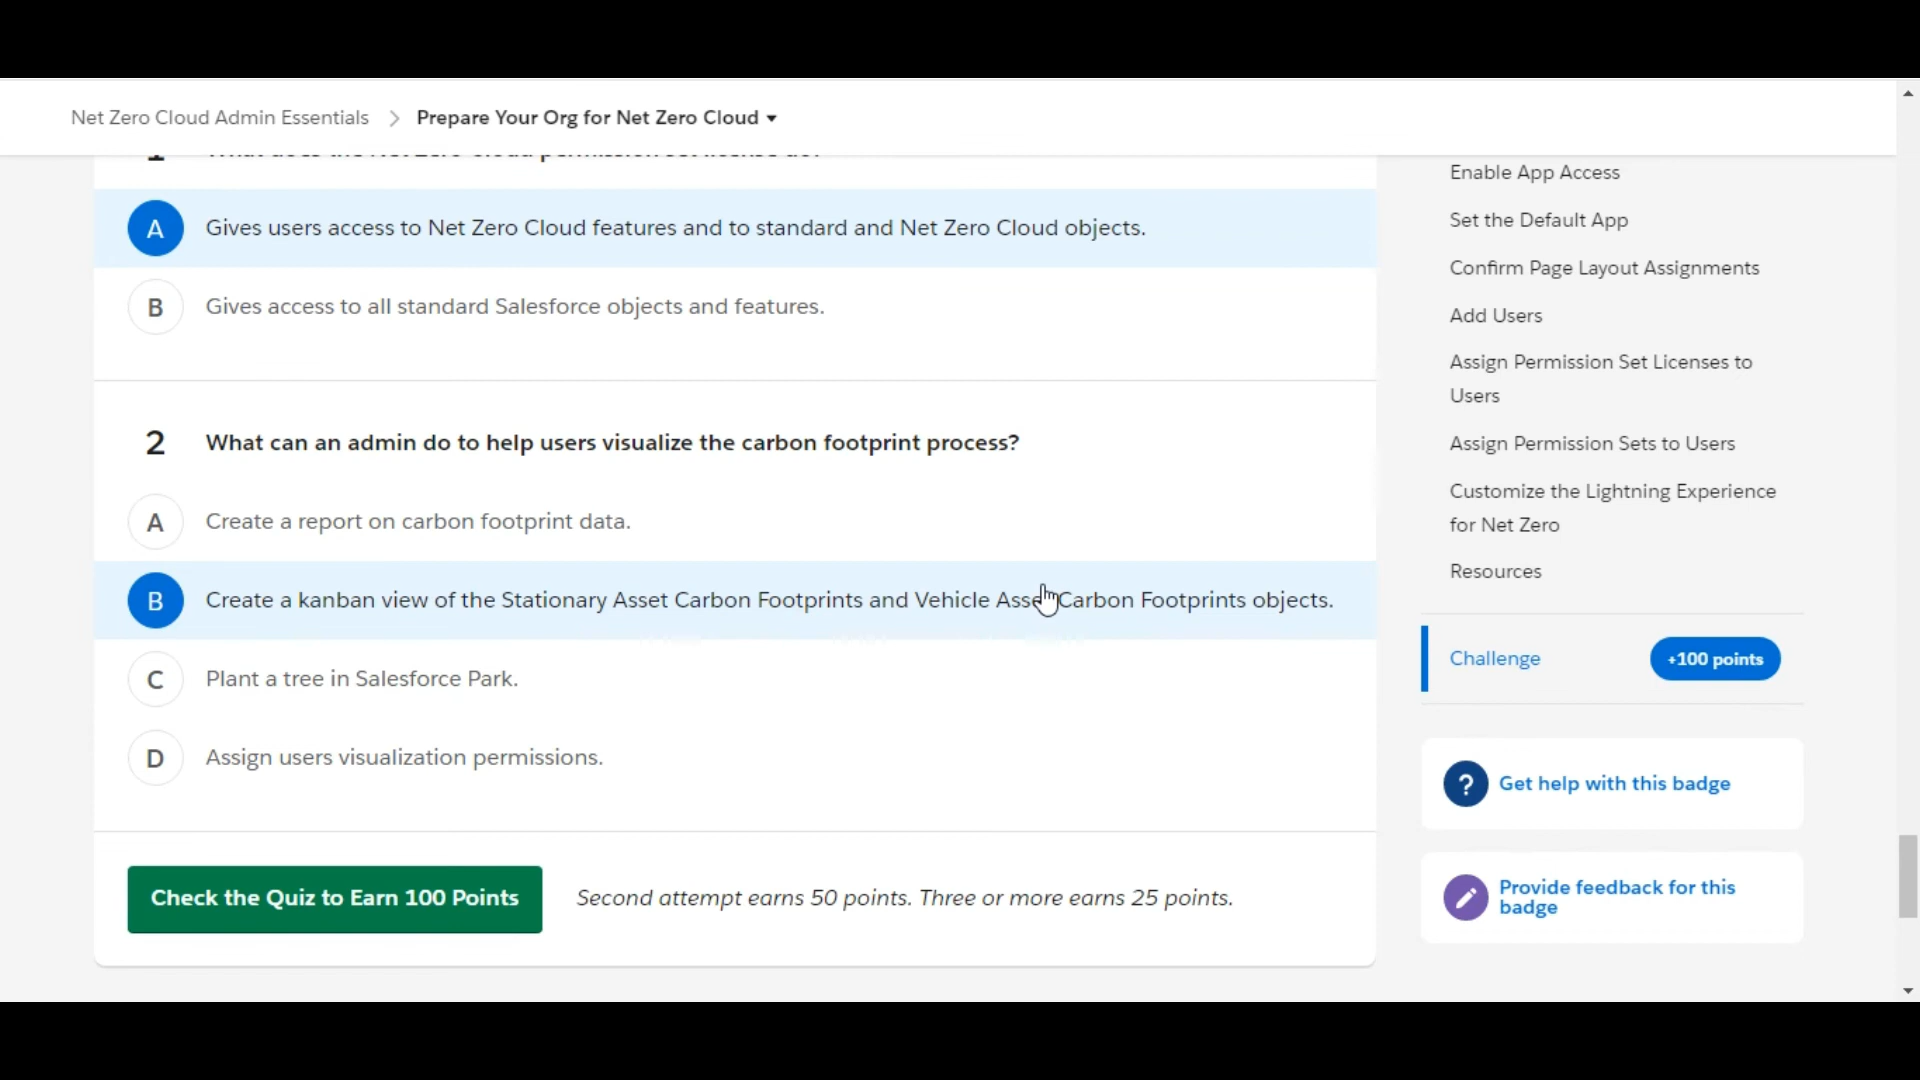 Net Zero Cloud Admin Essentials > Prepare Your Org for Net Zero Cloud
A Gives users access to Net Zero Cloud features and to standard and Net Zero Cloud objects.
B Gives access to all standard Salesforce objects and features.
2 What can an admin do to help users visualize the carbon footprint process?
A Create a report on carbon footprint data.
B Create a kanban view of the Stationary Asset Carbon Footprints and Vehicle Asset Carbon Footprints objects.
C Plant a tree in Salesforce Park.
D Assign users visualization permissions.
Check the Quiz to Earn 100 Points Second attempt earns 50 points. Three or more earns 25 points.
Enable App Access
Set the Default App
Confirm Page Layout Assignments
Add Users
Assign Permission Set Licenses to
Users
Assign Permission Sets to Users
Customize the Lightning Experience
for Net Zero
Resources
Challenge +100 points
? Get help with this badge
Provide feedback for this
badge